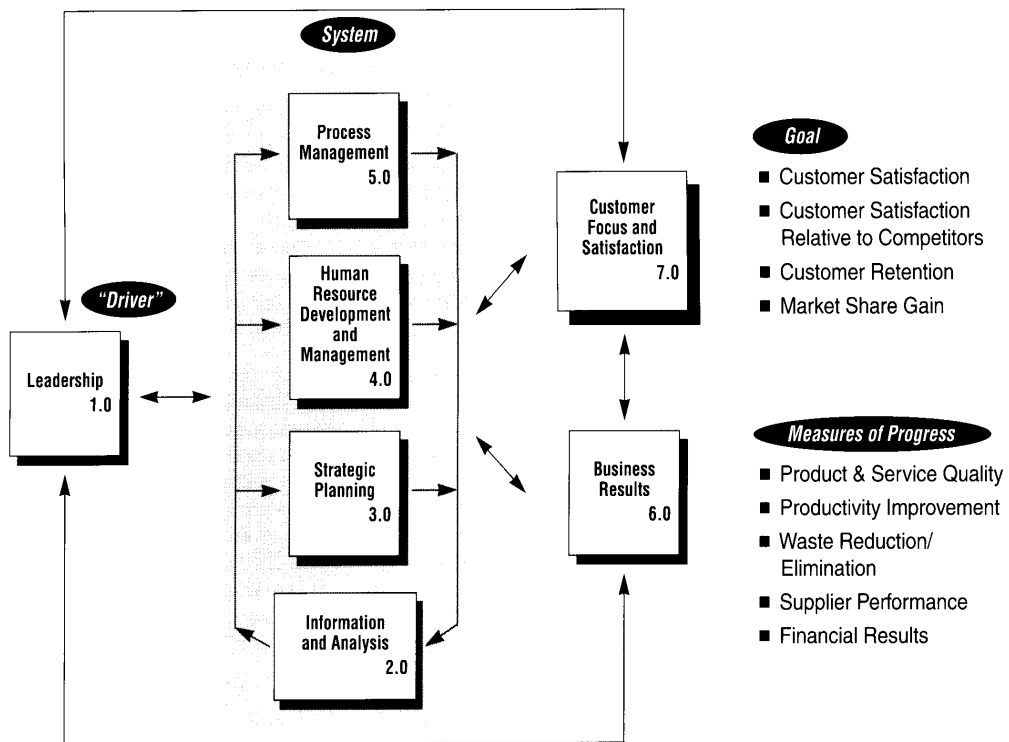 System
Process
Management
5.0
Human
Resource
Development
and
Management
4.0
Strategic
Planning
3.0
Information
and Analysis
2.0
"Driver"
Leadership
1.0
Customer
Focus and
Satisfaction
7.0
Business
Results
6.0
Goal
■ Customer Satisfaction
■ Customer Satisfaction
Relative to Competitors
■ Customer Retention
■ Market Share Gain
Measures of Progress
■ Product & Service Quality
■ Productivity Improvement
■ Waste Reduction/
Elimination
■ Supplier Performance
■ Financial Results